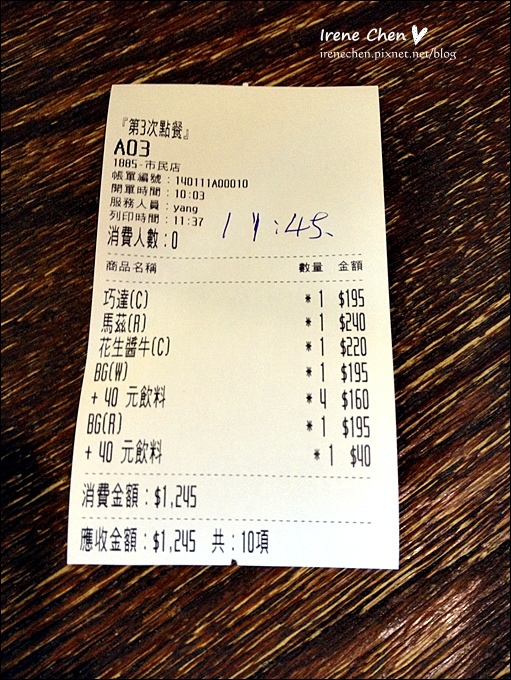 Irene Chen
irenechen.pixnet.net/blog
『第3次點餐』
A03
1885-市民店
帳單編號：140111A00010
開單時間：10:03
服務人員：yang
列印時間：11:37
消費人數：0
11:45
商品名稱 數量 金額
巧達(C) * 1 $195
馬茲(R) * 1 $240
花生醬牛(C) * 1 $220
BG(W) * 1 $195
+ 40 元飲料 * 4 $160
BG(R) * 1 $195
+ 40 元飲料 * 1 $40
消費金額：$1,245
應收金額：$1,245 共：10項